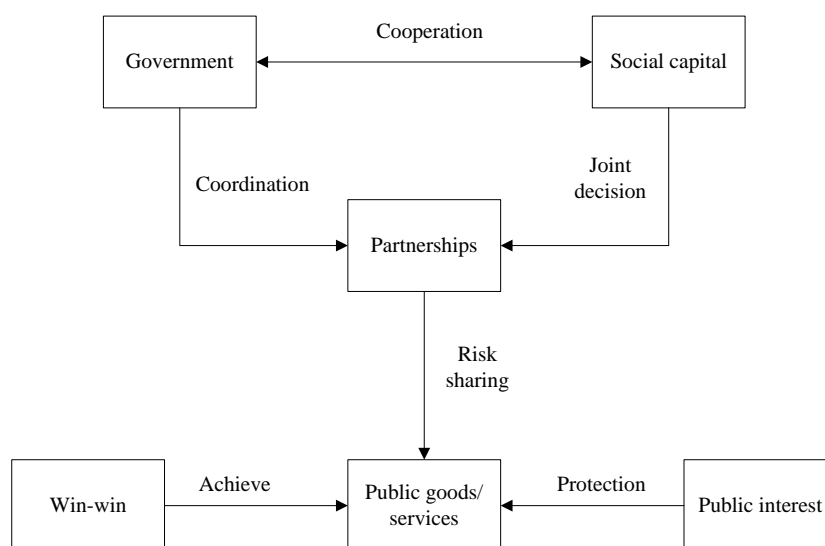 Cooperation
Government
Social capital
Coordination
Joint
decision
Partnerships
Risk
sharing
Achieve
Protection
Win-win
Public goods/
services
Public interest